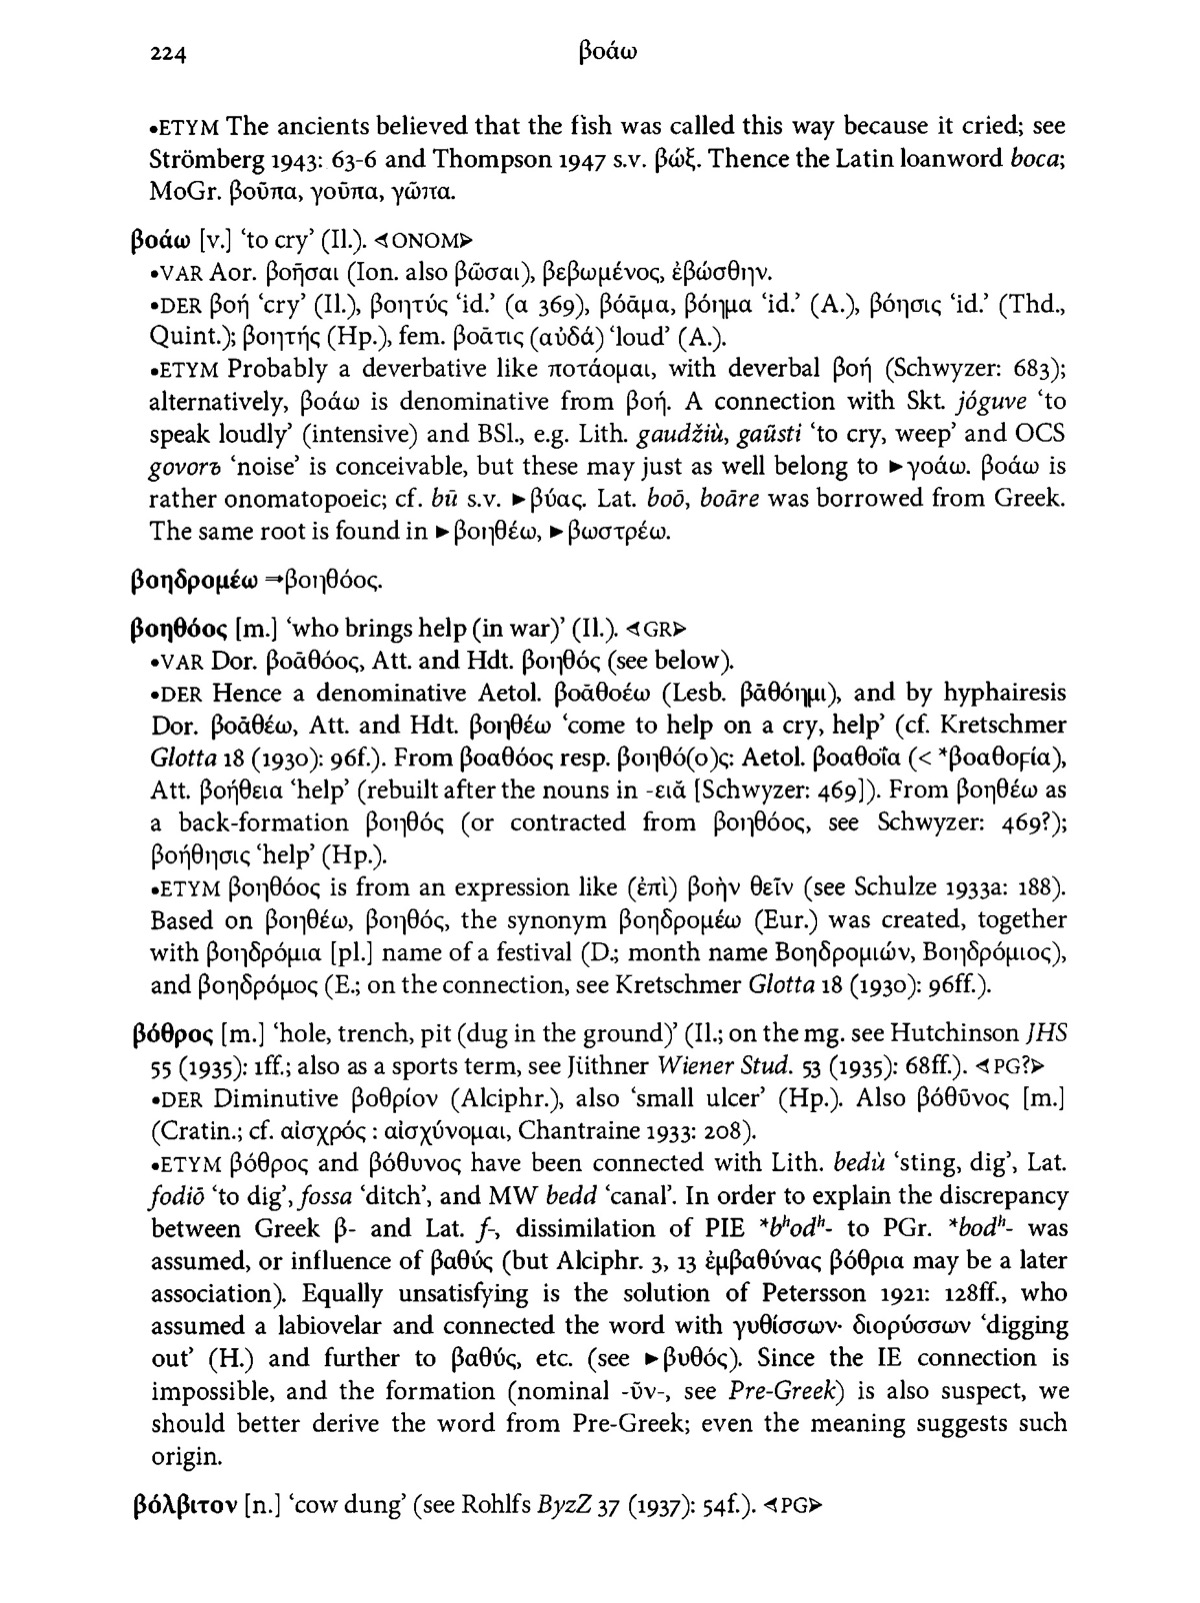 224 βοάω
•ETYM The ancients believed that the fish was called this way because it cried; see
Strömberg 1943: 63-6 and Thompson 1947 s.v. βώξ. Thence the Latin loanword boca;
MoGr. βοῦπα, γοῦπα, γῶπα.
βοάω [v.] ‘to cry’ (Il.). ⊲ONOM⊳
•VAR Aor. βοῆσαι (Ion. also βῶσαι), βεβωμένος, ἐβώσθην.
•DER βοή ‘cry’ (Il.), βοητύς ‘id.’ (α 369), βόᾱμα, βόημα ‘id.’ (A.), βόησις ‘id.’ (Thd.,
Quint.); βοητής (Hp.), fem. βοᾶτις (αὐδά) ‘loud’ (A.).
•ETYM Probably a deverbative like ποτάομαι, with deverbal βοή (Schwyzer: 683);
alternatively, βοάω is denominative from βοή. A connection with Skt. jóguve ‘to
speak loudly’ (intensive) and BSl., e.g. Lith. gaudžiù, gaũsti ‘to cry, weep’ and OCS
govorъ ‘noise’ is conceivable, but these may just as well belong to ►γοάω. βοάω is
rather onomatopoeic; cf. bū s.v. ►βύας. Lat. boō, boāre was borrowed from Greek.
The same root is found in ►βοηθέω, ►βωστρέω.
βοηδρομέω ⇒βοηθόος.
βοηθόος [m.] ‘who brings help (in war)’ (Il.). ⊲GR⊳
•VAR Dor. βοᾱθόος, Att. and Hdt. βοηθός (see below).
•DER Hence a denominative Aetol. βοᾱθοέω (Lesb. βᾱθόημι), and by hyphairesis
Dor. βοᾱθέω, Att. and Hdt. βοηθέω ‘come to help on a cry, help’ (cf. Kretschmer
Glotta 18 (1930): 96f.). From βοαθόος resp. βοηθό(ο)ς: Aetol. βοαθοΐα (< *βοαθοϝία),
Att. βοήθεια ‘help’ (rebuilt after the nouns in -ειᾰ [Schwyzer: 469]). From βοηθέω as
a back-formation βοηθός (or contracted from βοηθόος, see Schwyzer: 469?);
βοήθησις ‘help’ (Hp.).
•ETYM βοηθόος is from an expression like (ἐπὶ) βοὴν θεῖν (see Schulze 1933a: 188).
Based on βοηθέω, βοηθός, the synonym βοηδρομέω (Eur.) was created, together
with βοηδρόμια [pl.] name of a festival (D.; month name Βοηδρομιών, Βοηδρόμιος),
and βοηδρόμος (E.; on the connection, see Kretschmer Glotta 18 (1930): 96ff.).
βόθρος [m.] ‘hole, trench, pit (dug in the ground)’ (Il.; on the mg. see Hutchinson JHS
55 (1935): 1ff.; also as a sports term, see Jüthner Wiener Stud. 53 (1935): 68ff.). ⊲PG?⊳
•DER Diminutive βοθρίον (Alciphr.), also ‘small ulcer’ (Hp.). Also βόθῡνος [m.]
(Cratin.; cf. αἰσχρός : αἰσχύνομαι, Chantraine 1933: 208).
•ETYM βόθρος and βόθυνος have been connected with Lith. bedù ‘sting, dig’, Lat.
fodiō ‘to dig’, fossa ‘ditch’, and MW bedd ‘canal’. In order to explain the discrepancy
between Greek β- and Lat. f-, dissimilation of PIE *bʰodʰ- to PGr. *bodʰ- was
assumed, or influence of βαθύς (but Alciphr. 3, 13 ἐμβαθύνας βόθρια may be a later
association). Equally unsatisfying is the solution of Petersson 1921: 128ff., who
assumed a labiovelar and connected the word with γυθίσσων· διορύσσων ‘digging
out’ (H.) and further to βαθύς, etc. (see ►βυθός). Since the IE connection is
impossible, and the formation (nominal -ῡν-, see Pre-Greek) is also suspect, we
should better derive the word from Pre-Greek; even the meaning suggests such
origin.
βόλβιτον [n.] ‘cow dung’ (see Rohlfs ByzZ 37 (1937): 54f.). ⊲PG⊳